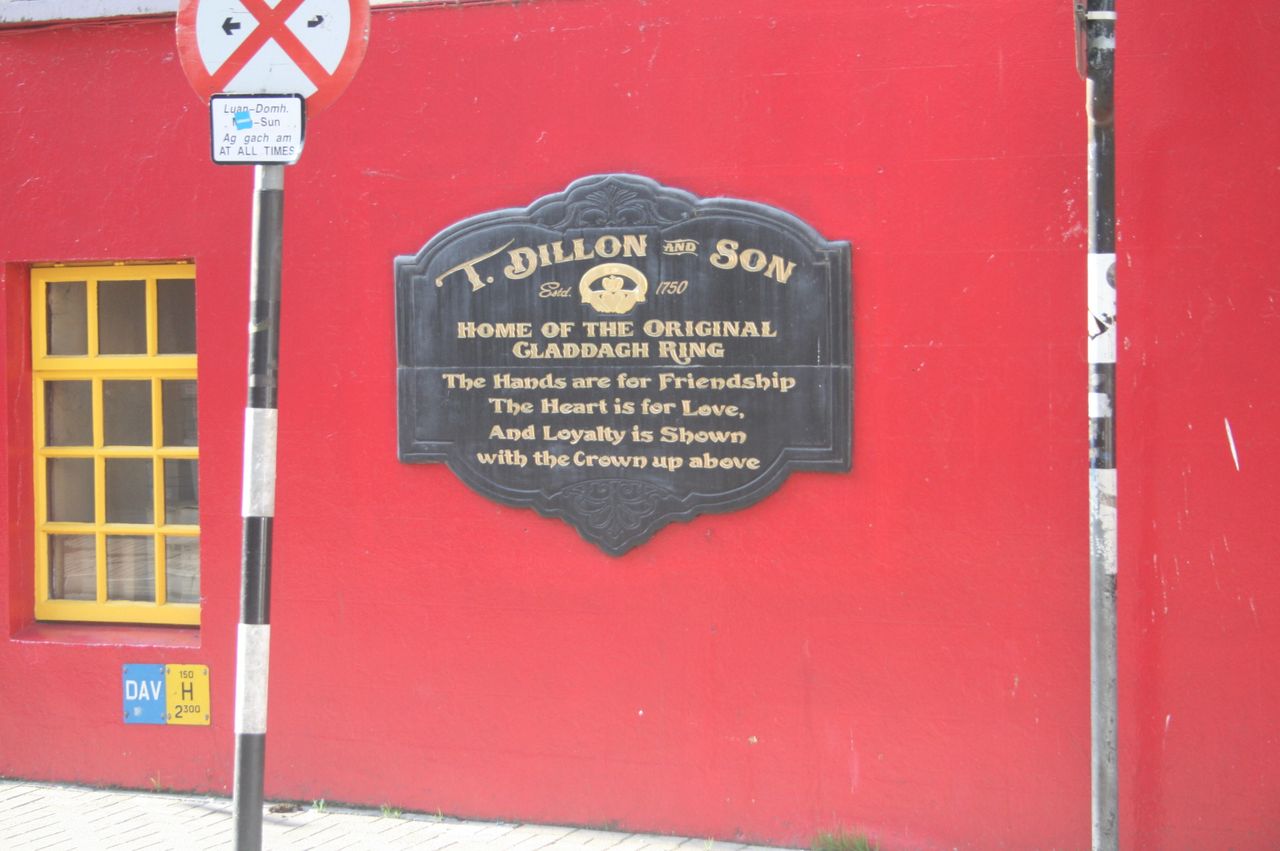 Luan-Domh.
-Sun
Ag gach am
AT ALL TIMES
T. DILLON AND SON
Estd. 1750
HOME OF THE ORIGINAL
CLADDAGH RING
The Hands are for Friendship
The Heart is for Love,
And Loyalty is Shown
with the Crown up above
DAV
150
H
2300